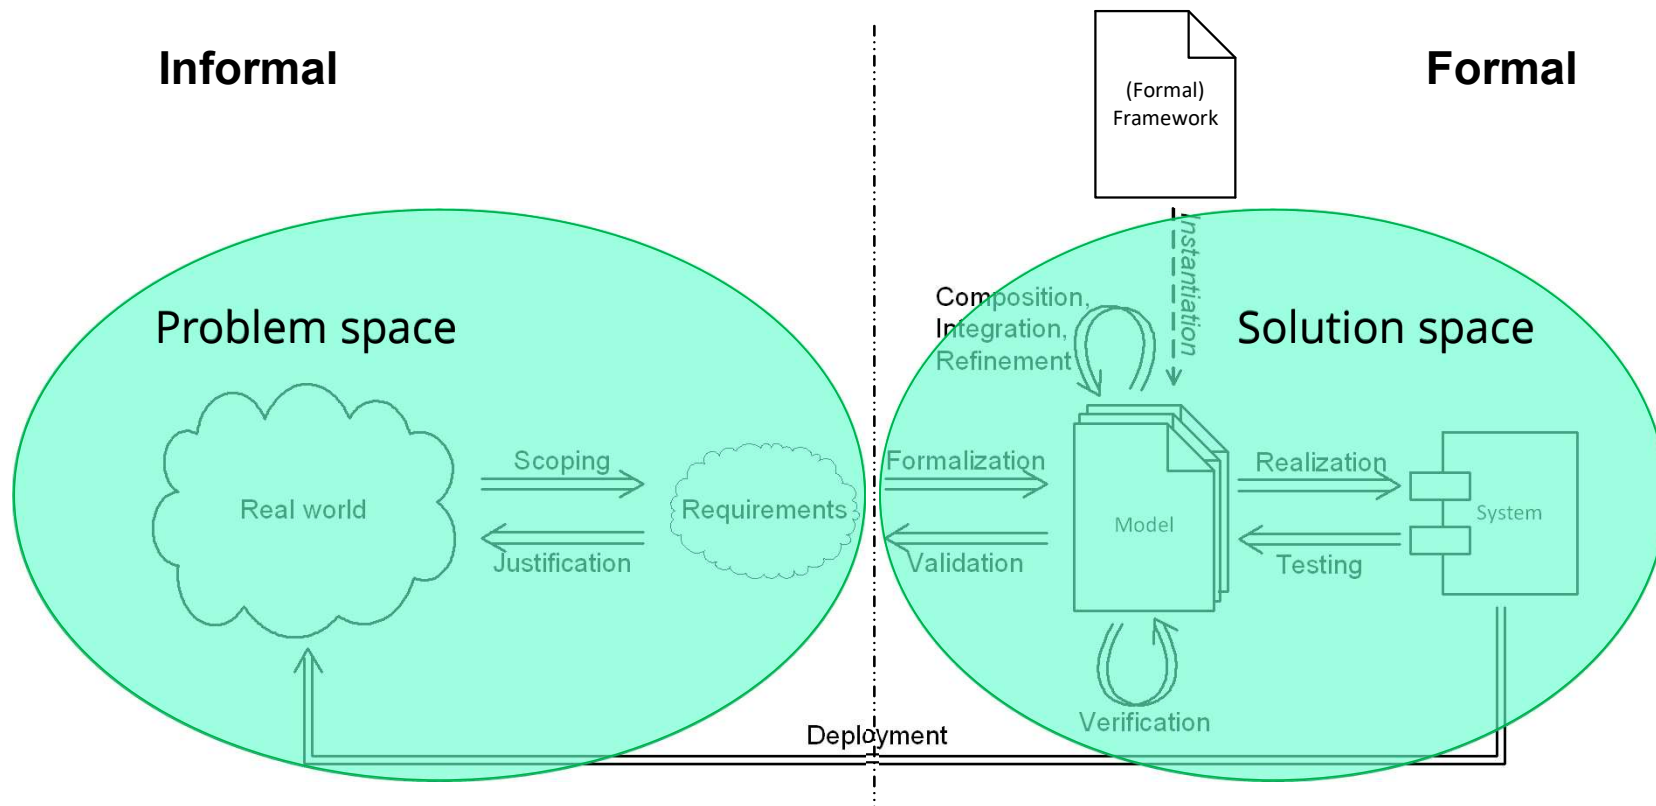 Informal
Formal
(Formal)
Framework
Instantiation
Problem space
Composition,
Integration,
Refinement
Solution space
Real world
Scoping
Justification
Requirements
Formalization
Validation
Model
Realization
Testing
System
Verification
Deployment